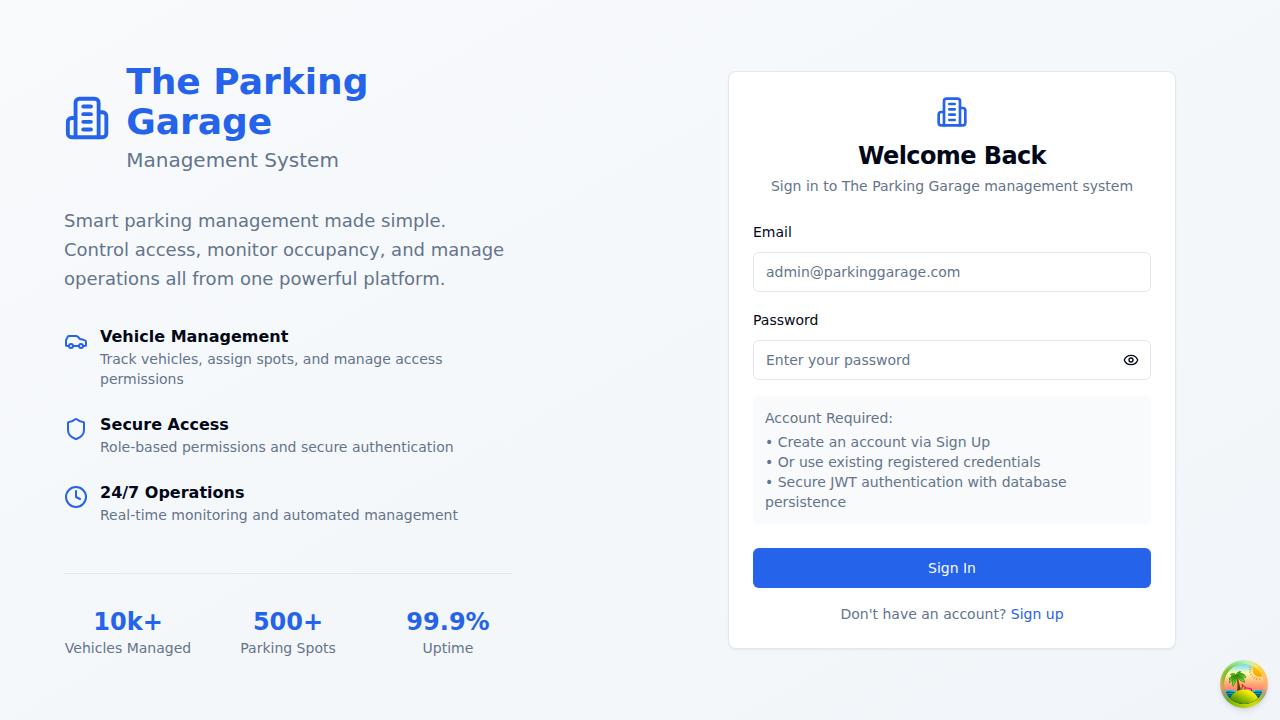 The Parking
Garage
Management System
Smart parking management made simple.
Control access, monitor occupancy, and manage
operations all from one powerful platform.
Vehicle Management
Track vehicles, assign spots, and manage access
permissions
Secure Access
Role-based permissions and secure authentication
24/7 Operations
Real-time monitoring and automated management
10k+
Vehicles Managed
500+
Parking Spots
99.9%
Uptime
Welcome Back
Sign in to The Parking Garage management system
Email
admin@parkinggarage.com
Password
Enter your password
Account Required:
• Create an account via Sign Up
• Or use existing registered credentials
• Secure JWT authentication with database
persistence
Sign In
Don't have an account? Sign up